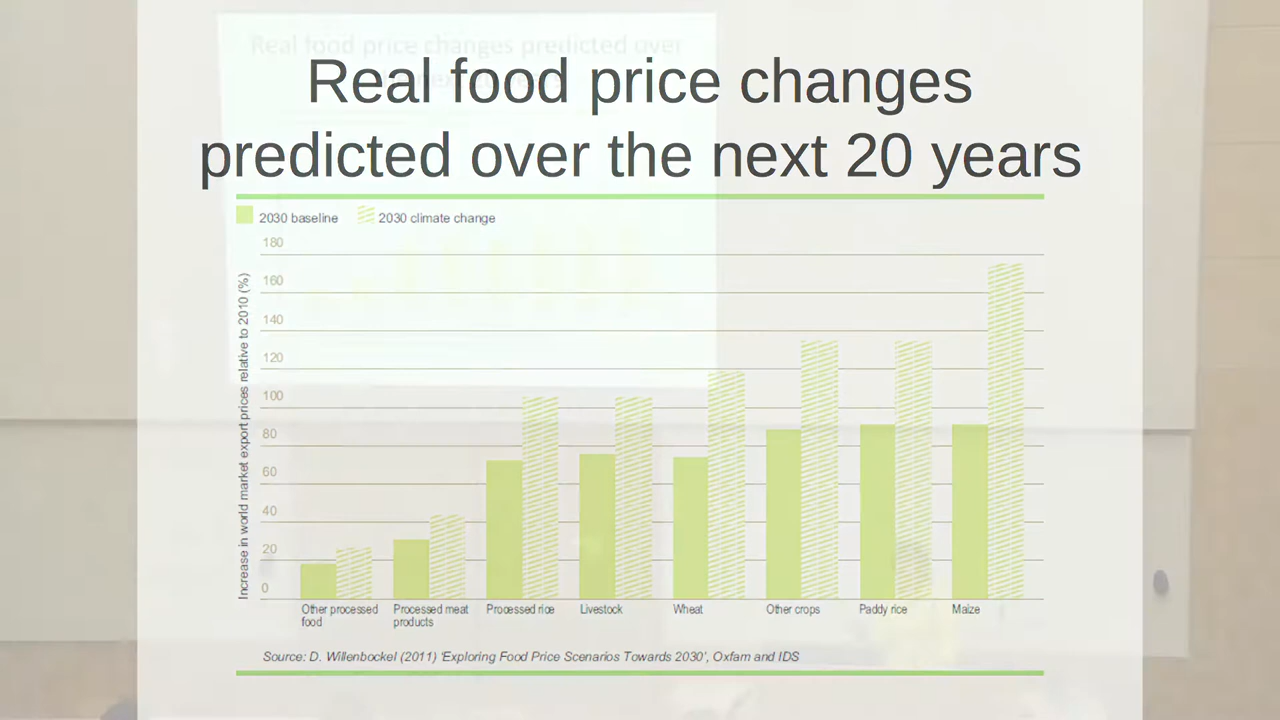 Real food price changes
predicted over the next 20 years
2030 baseline 2030 climate change
Increase in world market export prices relative to 2010 (%)
180
160
140
120
100
80
60
40
20
0
Other processed food
Processed meat products
Processed rice
Livestock
Wheat
Other crops
Paddy rice
Maize
Source: D. Willenbockel (2011) 'Exploring Food Price Scenarios Towards 2030', Oxfam and IDS